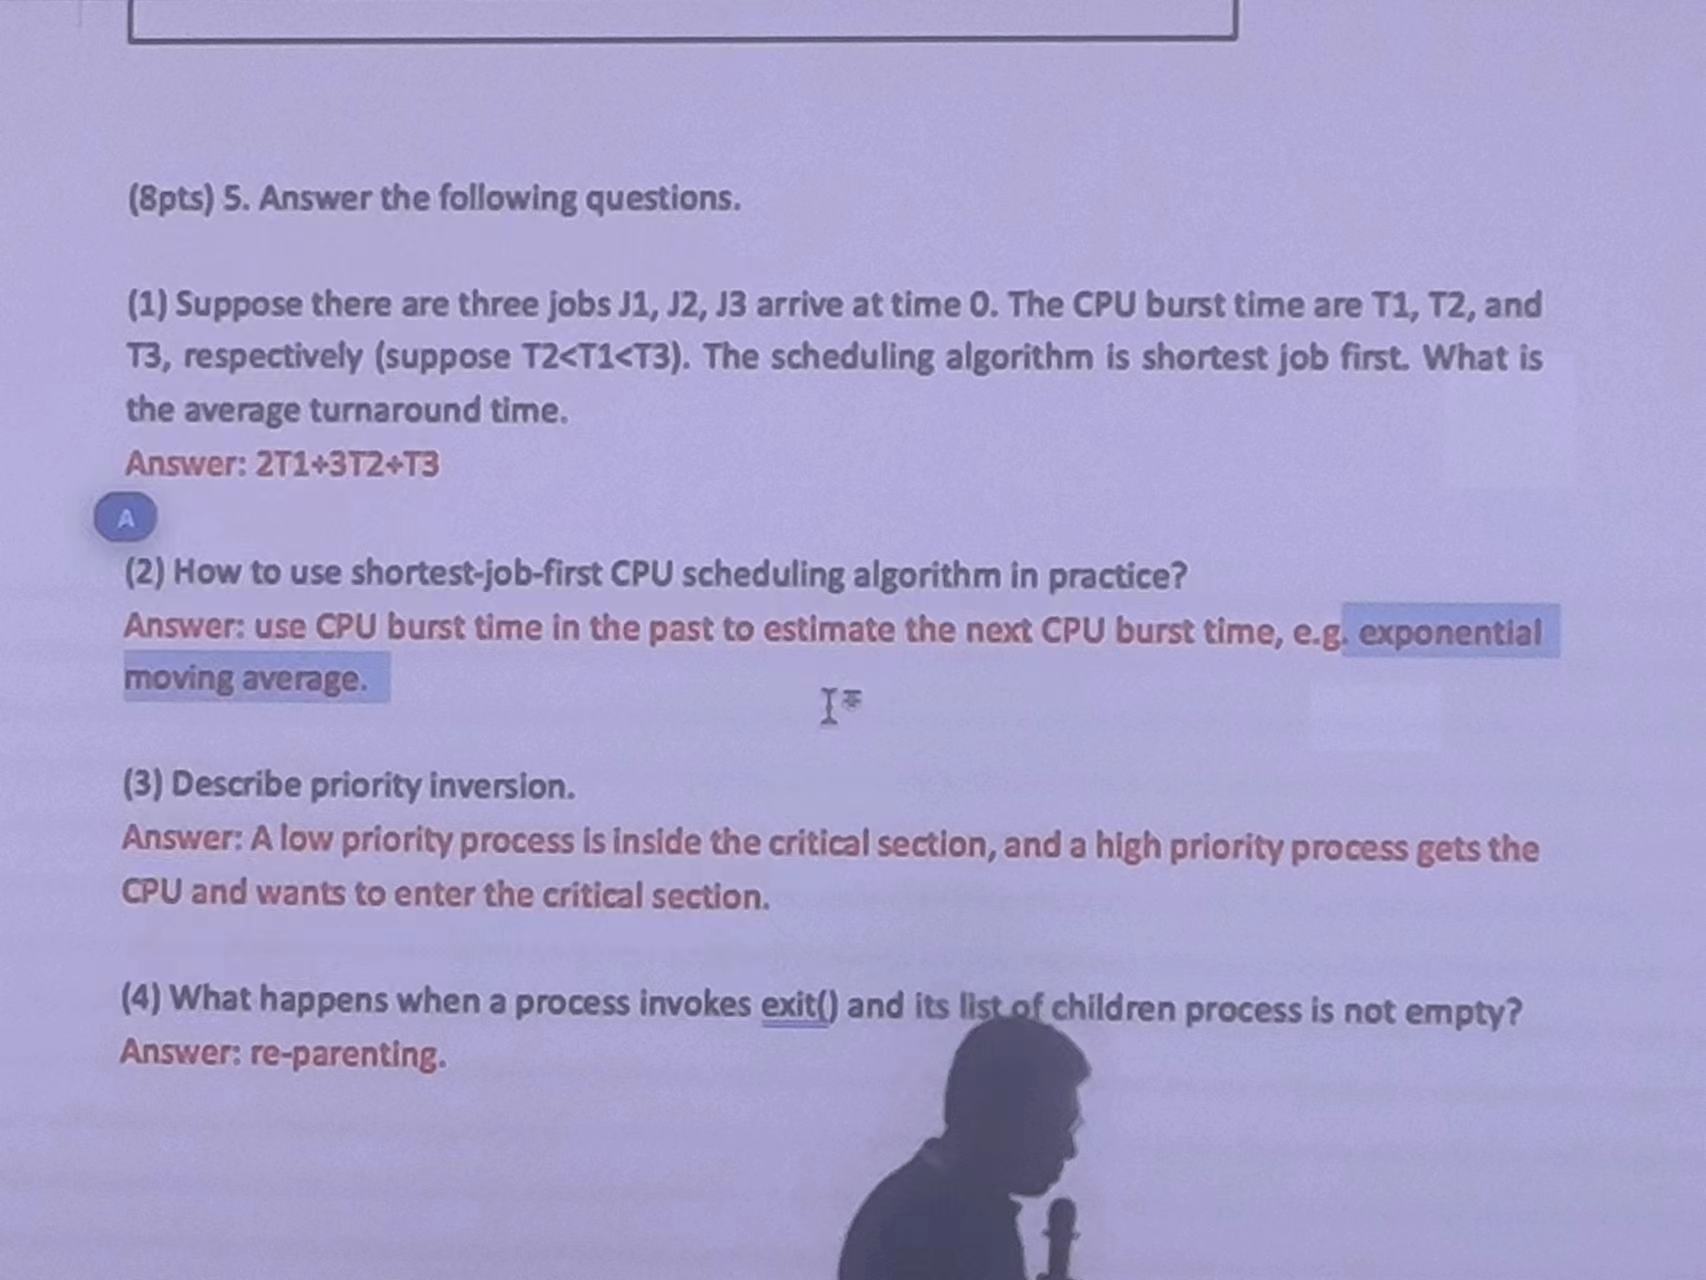 (8pts) 5. Answer the following questions.
(1) Suppose there are three jobs J1, J2, J3 arrive at time 0. The CPU burst time are T1, T2, and
T3, respectively (suppose T2<T1<T3). The scheduling algorithm is shortest job first. What is
the average turnaround time.
Answer: 2T1+3T2+T3
A
(2) How to use shortest-job-first CPU scheduling algorithm in practice?
Answer: use CPU burst time in the past to estimate the next CPU burst time, e.g. exponential
moving average.
(3) Describe priority inversion.
Answer: A low priority process is inside the critical section, and a high priority process gets the
CPU and wants to enter the critical section.
(4) What happens when a process invokes exit() and its list of children process is not empty?
Answer: re-parenting.